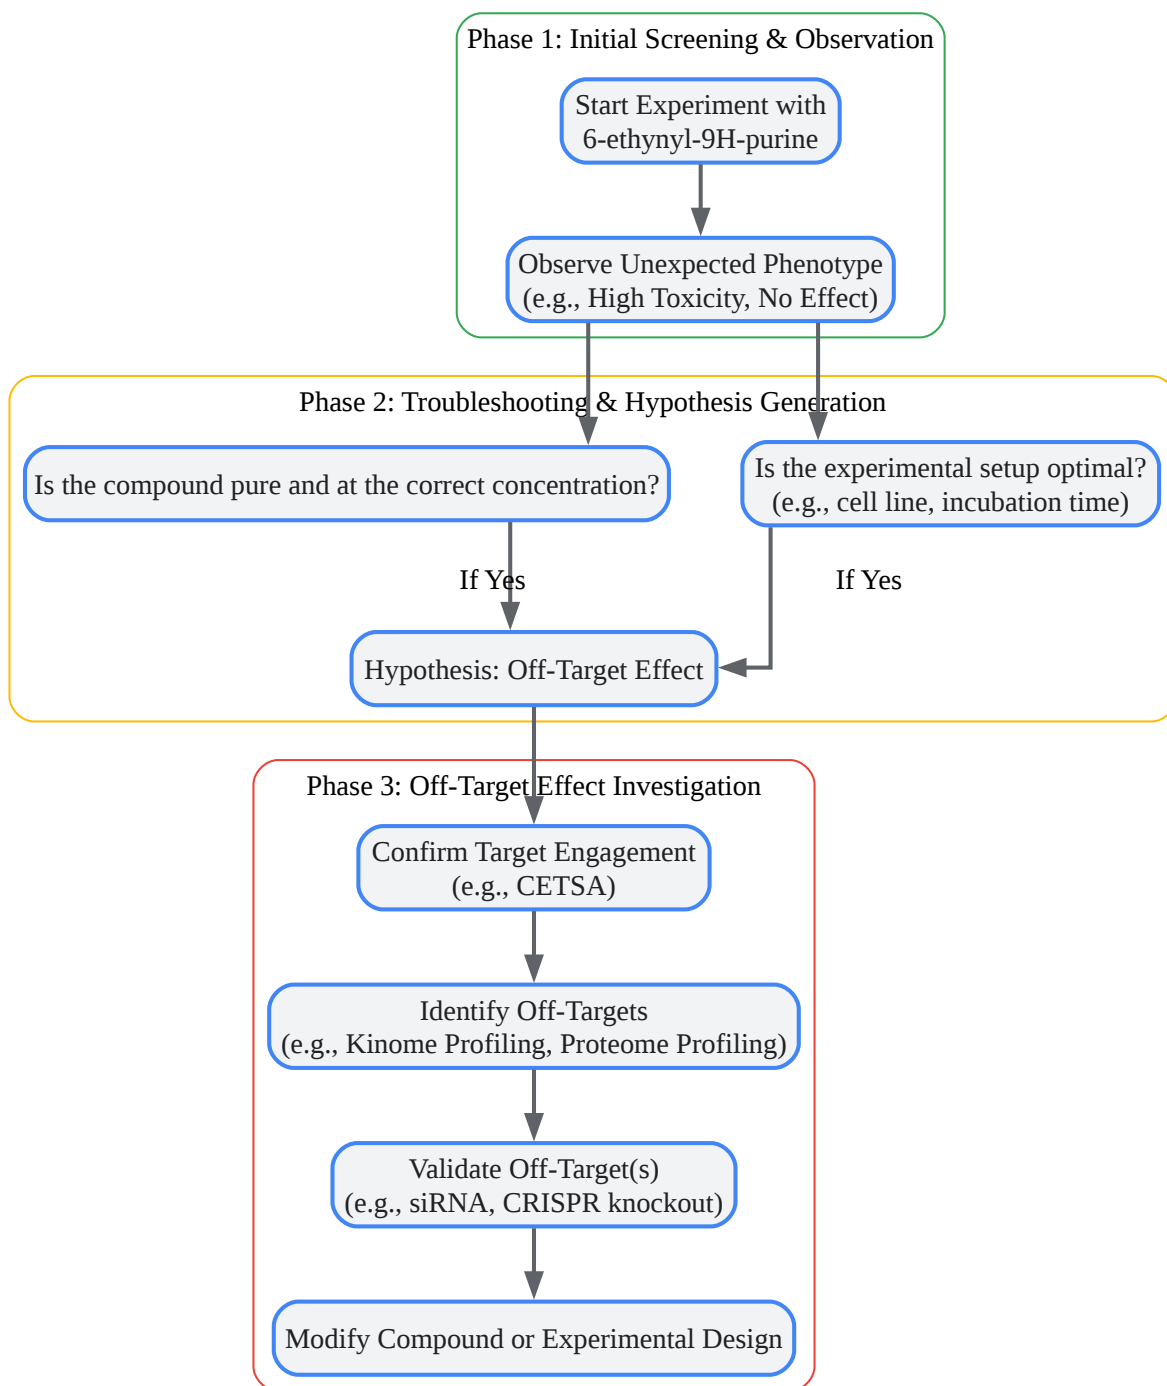 Phase 1: Initial Screening & Observation
Start Experiment with
6-ethynyl-9H-purine
Observe Unexpected Phenotype
(e.g., High Toxicity, No Effect)
Phase 2: Troubleshooting & Hypothesis Generation
Is the compound pure and at the correct concentration?
Is the experimental setup optimal?
(e.g., cell line, incubation time)
If Yes
If Yes
Hypothesis: Off-Target Effect
Phase 3: Off-Target Effect Investigation
Confirm Target Engagement
(e.g., CETSA)
Identify Off-Targets
(e.g., Kinome Profiling, Proteome Profiling)
Validate Off-Target(s)
(e.g., siRNA, CRISPR knockout)
Modify Compound or Experimental Design